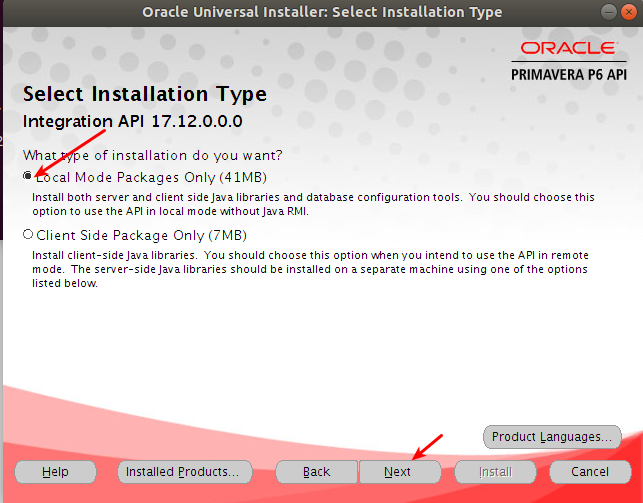 Oracle Universal Installer: Select Installation Type
ORACLE
PRIMAVERA P6 API
Select Installation Type
Integration API 17.12.0.0.0
What type of installation do you want?
Local Mode Packages Only (41MB)
Install both server and client side Java libraries and database configuration tools.  You should choose this
option to use the API in local mode without Java RMI.
Client Side Package Only (7MB)
Install client-side Java libraries.  You should choose this option when you intend to use the API in remote
mode.  The server-side Java libraries should be installed on a separate machine using one of the options
listed below.
Product Languages...
Help Installed Products... Back Next Install Cancel